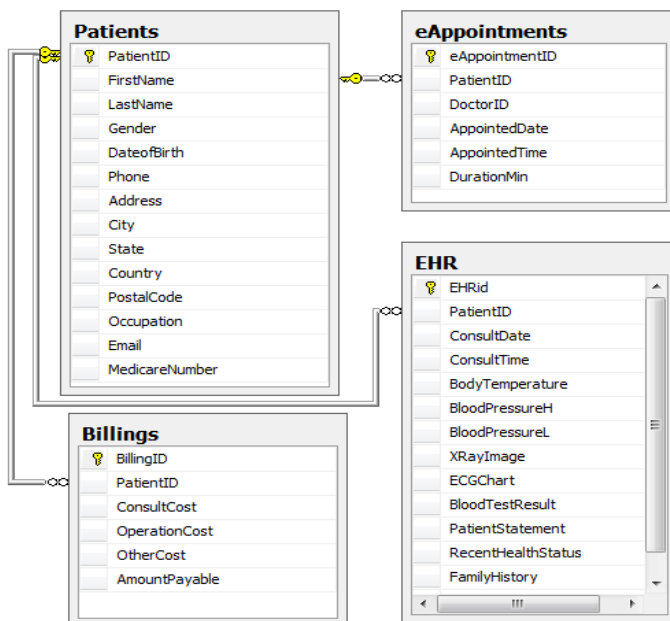 Patients
PatientID
FirstName
LastName
Gender
DateofBirth
Phone
Address
City
State
Country
PostalCode
Occupation
Email
MedicareNumber
eAppointments
eAppointmentID
PatientID
DoctorID
AppointedDate
AppointedTime
DurationMin
EHR
EHRid
PatientID
ConsultDate
ConsultTime
BodyTemperature
BloodPressureH
BloodPressureL
XRayImage
ECGChart
BloodTestResult
PatientStatement
RecentHealthStatus
FamilyHistory
Billings
BillingID
PatientID
ConsultCost
OperationCost
OtherCost
AmountPayable